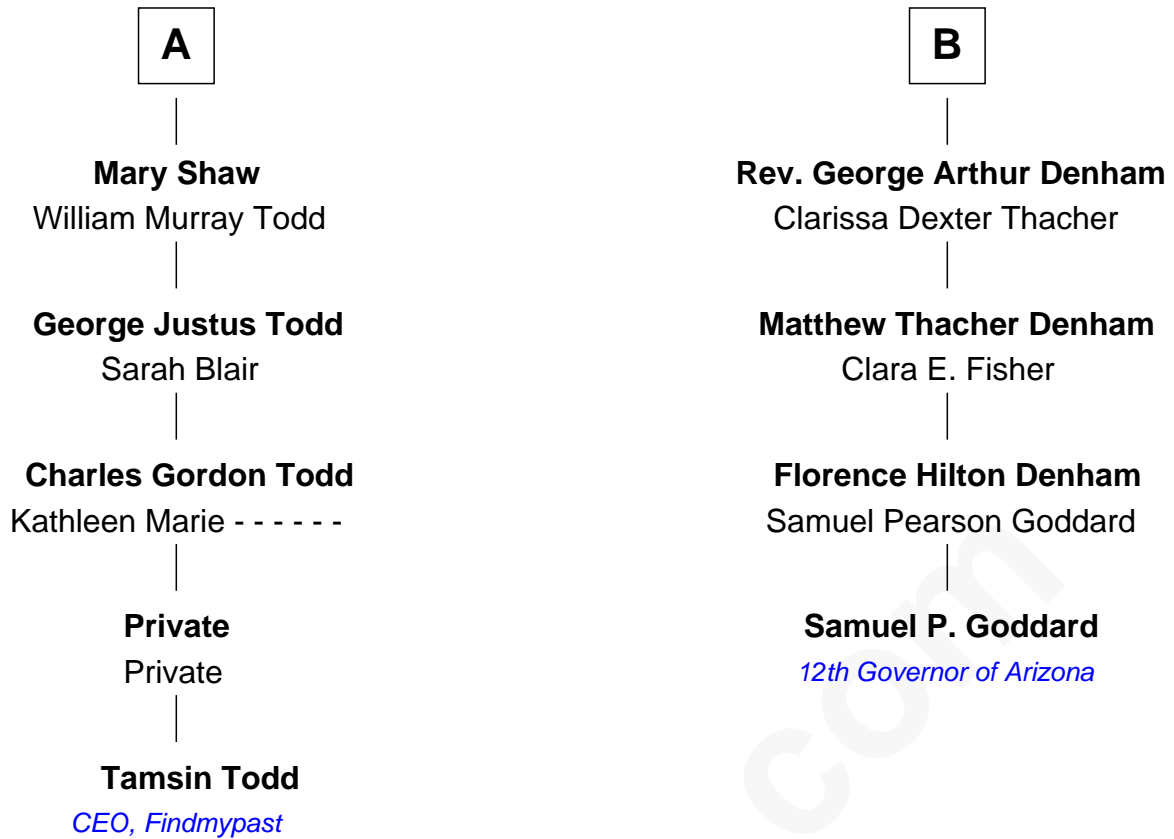 A
Mary Shaw
William Murray Todd
George Justus Todd
Sarah Blair
Charles Gordon Todd
Kathleen Marie - - - - - -
Private
Private
Tamsin Todd
CEO, Findmypast
B
Rev. George Arthur Denham
Clarissa Dexter Thacher
Matthew Thacher Denham
Clara E. Fisher
Florence Hilton Denham
Samuel Pearson Goddard
Samuel P. Goddard
12th Governor of Arizona
com